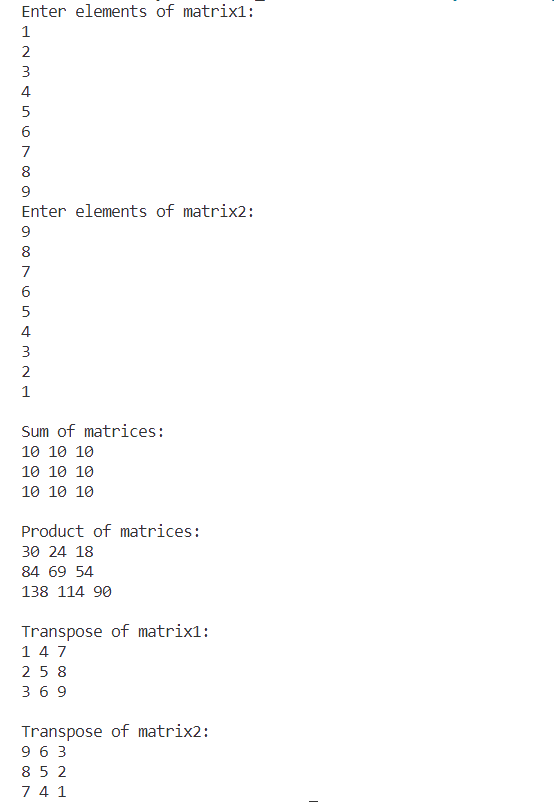 Enter elements of matrix1:
1
2
3
4
5
6
7
8
9
Enter elements of matrix2:
9
8
7
6
5
4
3
2
1
Sum of matrices:
10 10 10
10 10 10
10 10 10
Product of matrices:
30 24 18
84 69 54
138 114 90
Transpose of matrix1:
1 4 7
2 5 8
3 6 9
Transpose of matrix2:
9 6 3
8 5 2
7 4 1